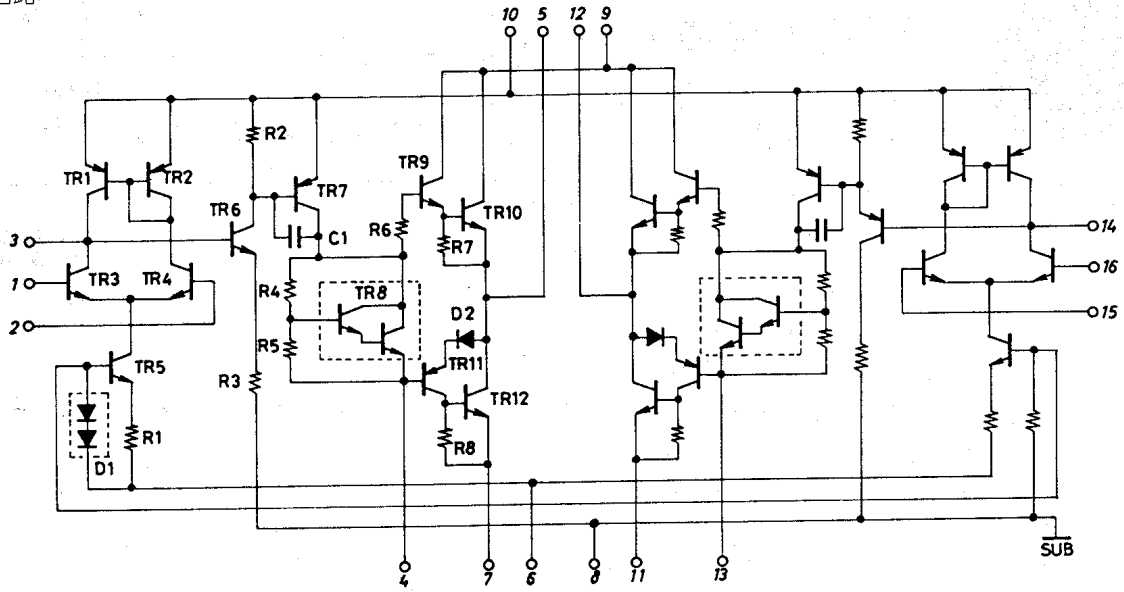 10 5 12 9
R2
TR9
TR1 TR2 TR7
TR6 TR10
R6
3 C1 R7 14
1 TR3 TR4 16
R4 TR8
2 D2 15
R5
TR5 TR11
R3
TR12
R1 R8
D1
SUB
4 7 6 8 11 13